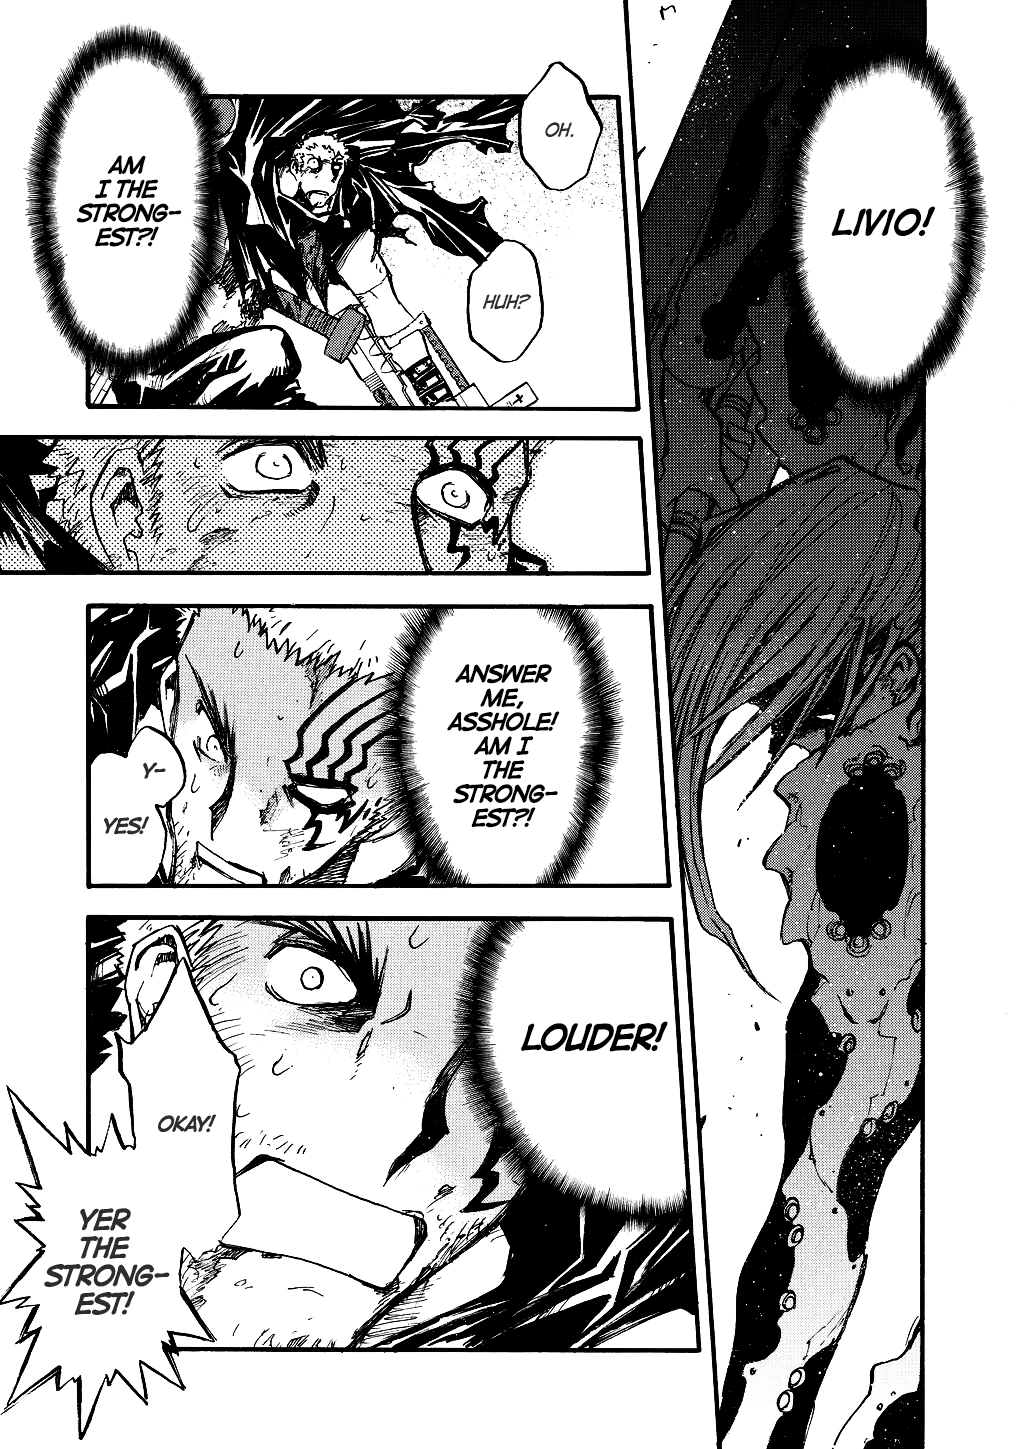 LIVIO!
OH.
HUH?
AM
I THE
STRONG-
EST?!
ANSWER
ME,
ASSHOLE!
AM I
THE
STRONG-
EST?!
Y-
YES!
LOUDER!
OKAY!
YER
THE
STRONG-
EST!